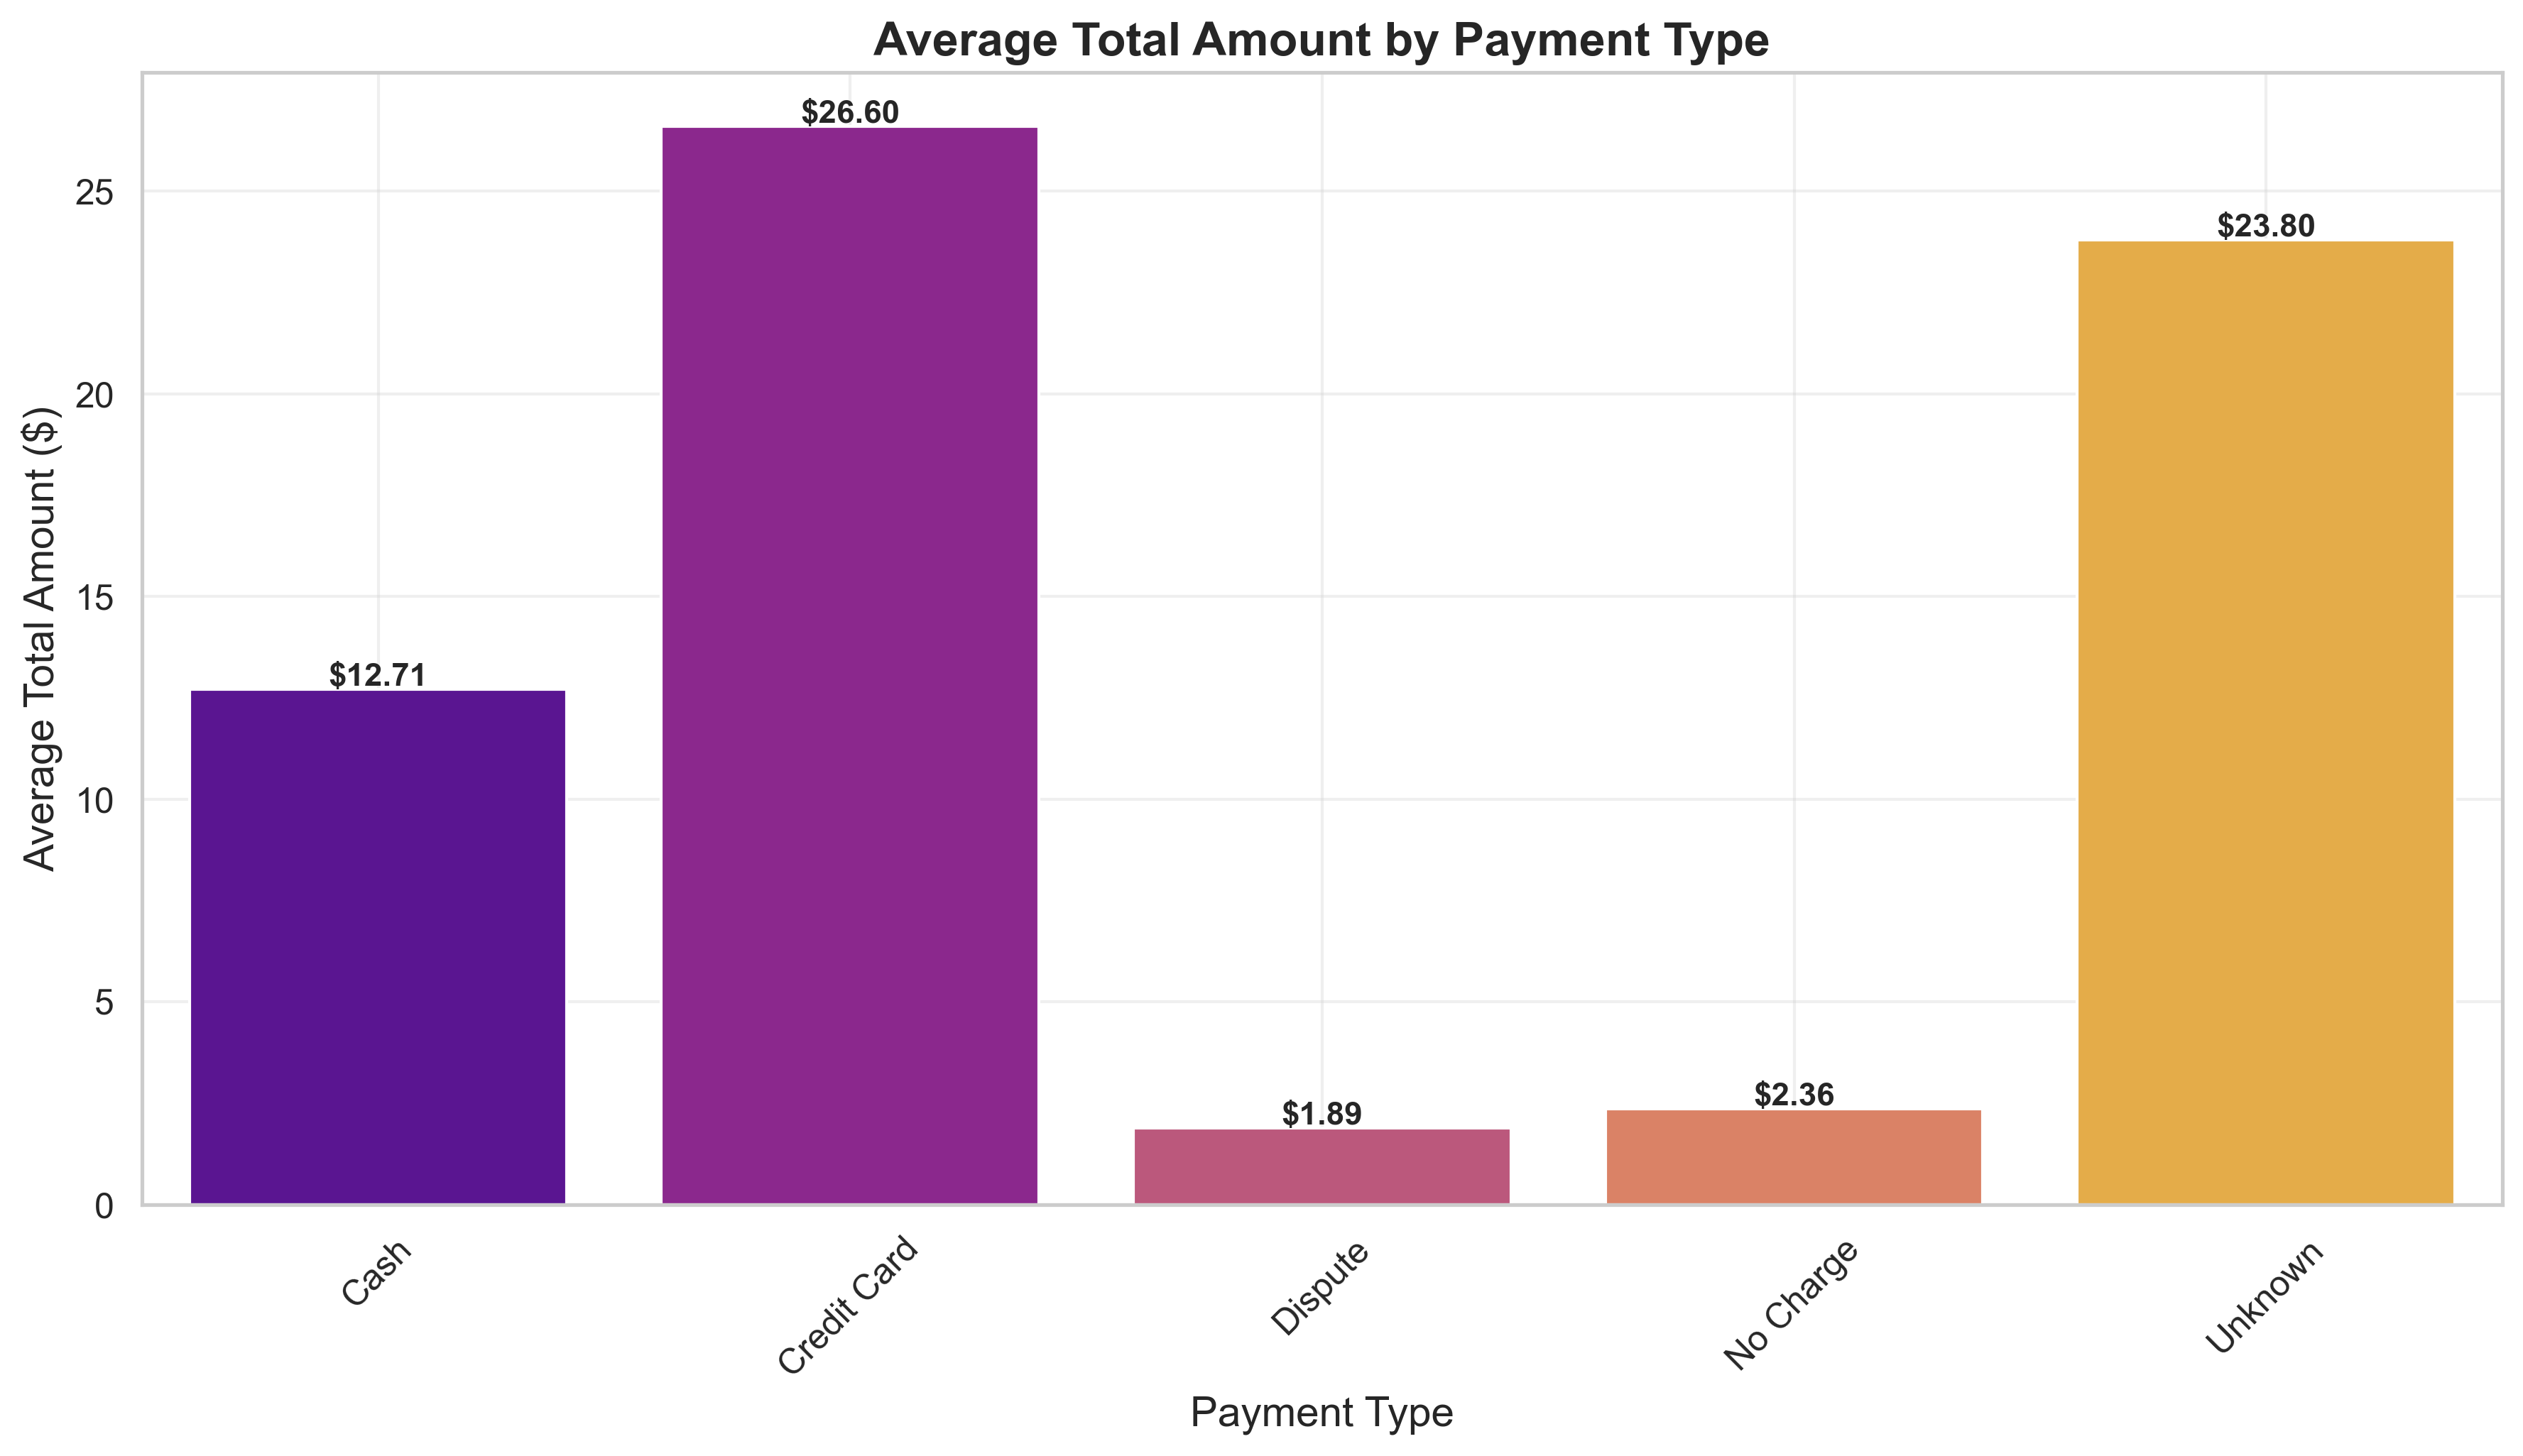 Average Total Amount by Payment Type
Average Total Amount ($)
25
20
15
10
5
0
$12.71
$26.60
$1.89
$2.36
$23.80
Cash
Credit Card
Dispute
No Charge
Unknown
Payment Type